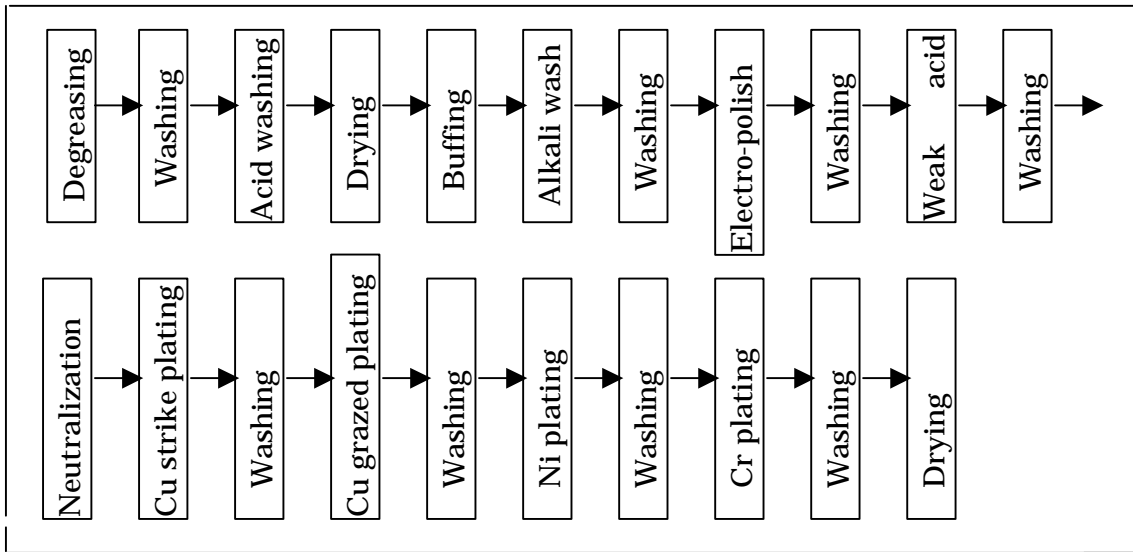 Degreasing
Washing
Acid washing
Drying
Buffing
Alkali wash
Washing
Electro-polish
Washing
Weak acid
Washing
Neutralization
Cu strike plating
Washing
Cu grazed plating
Washing
Ni plating
Washing
Cr plating
Washing
Drying